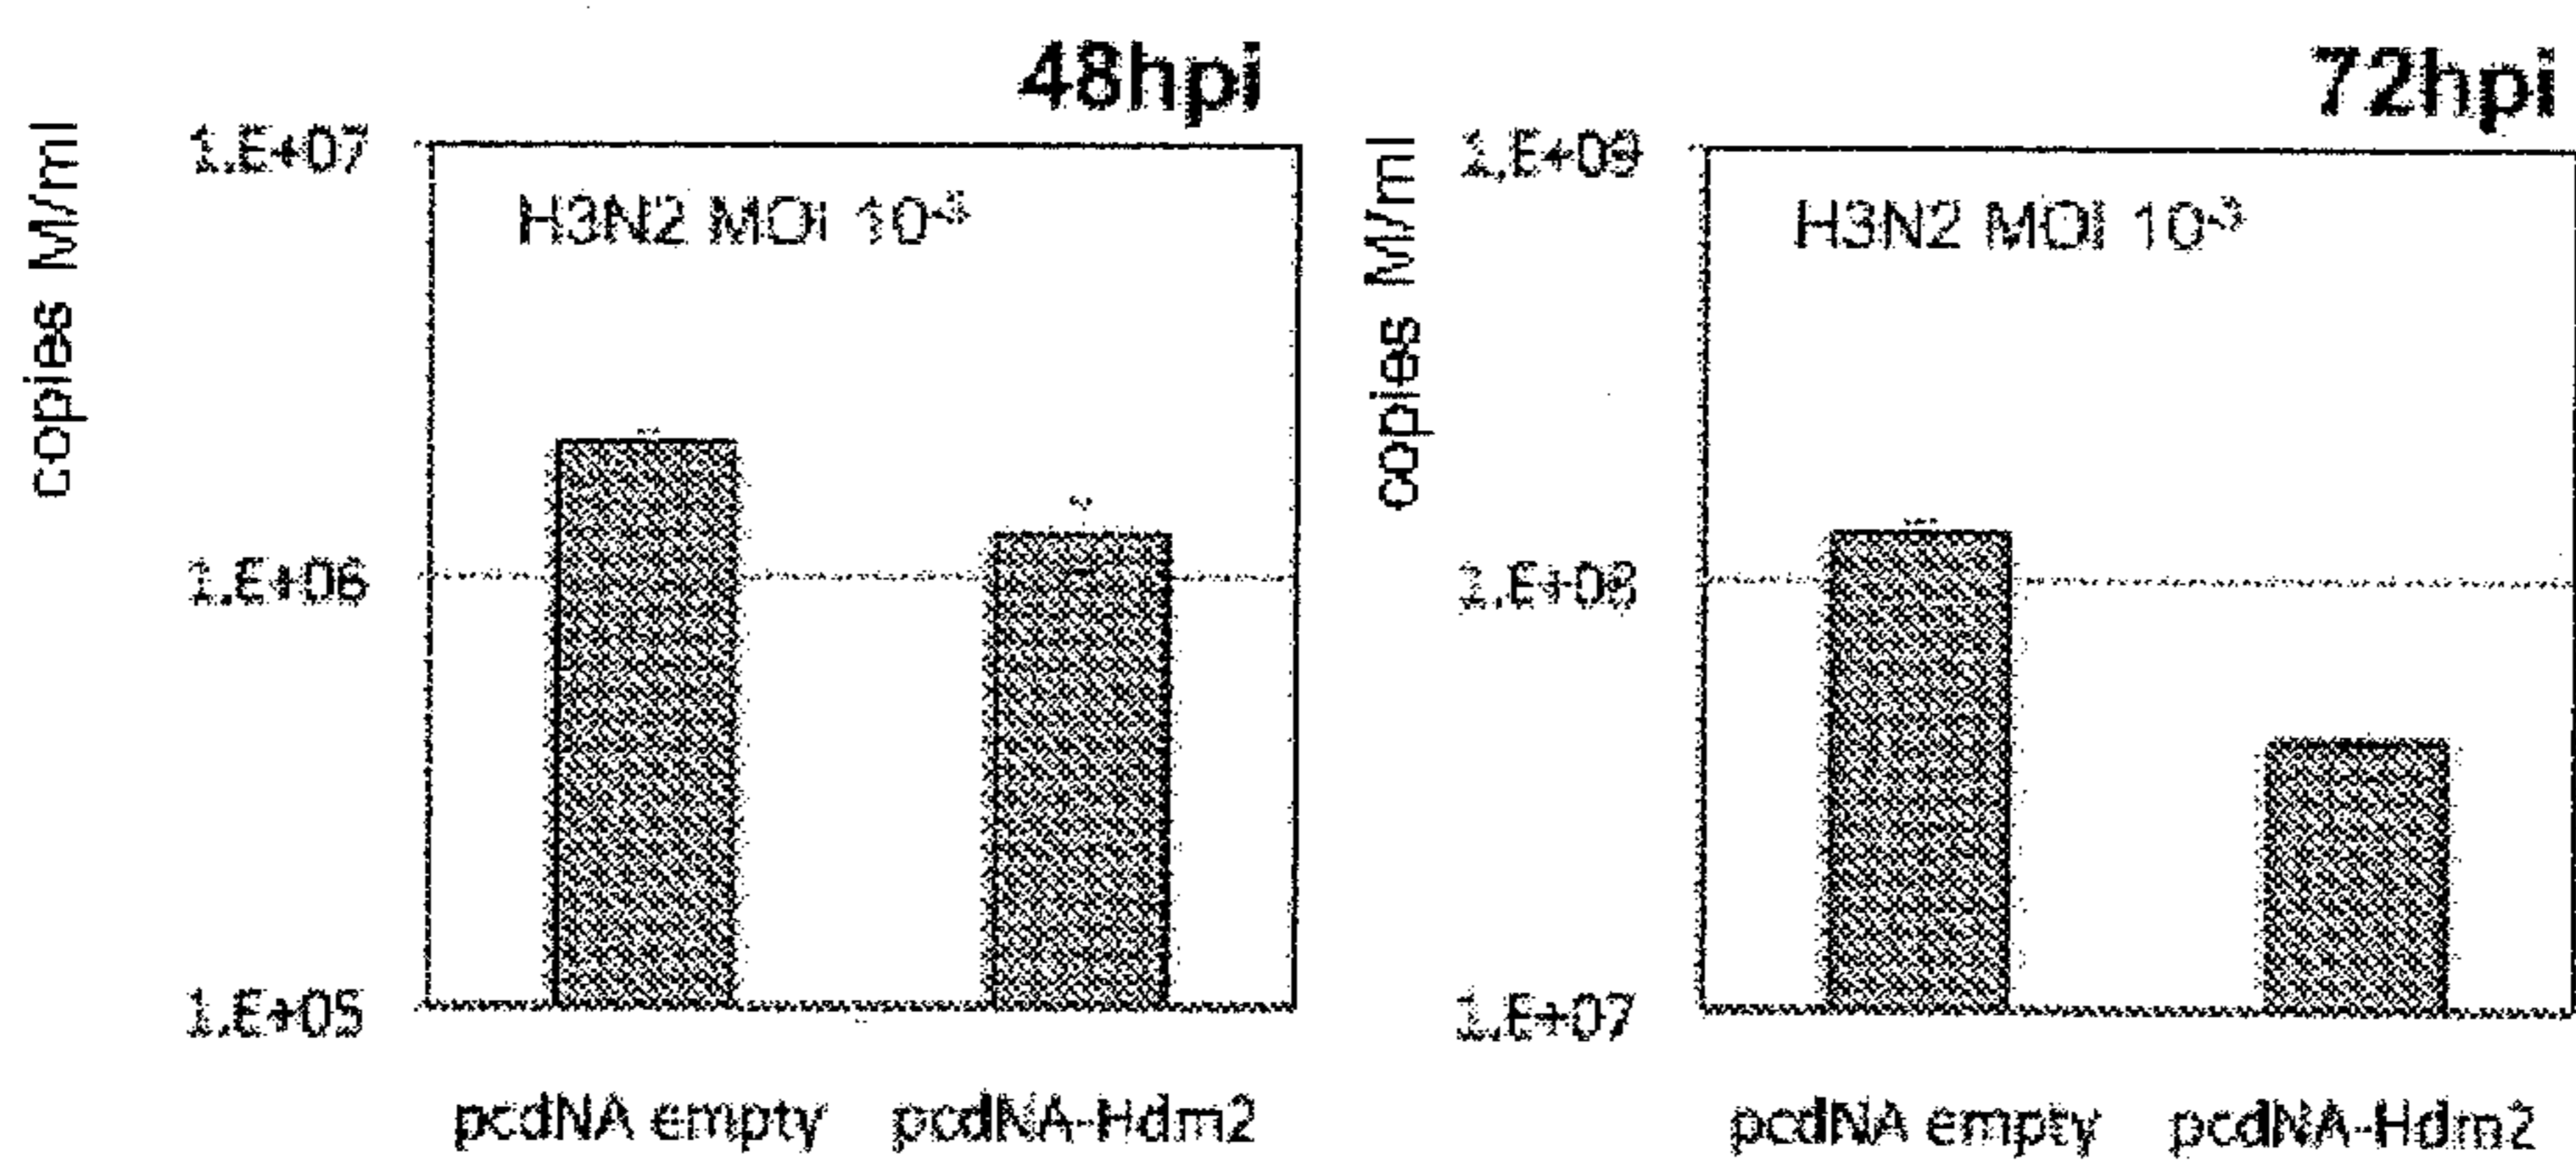 48hpi
copies M/ml
1.E+07
H3N2 MOI 10
1.E+06
1.E+05
pcdNA empty pcdNA-Hdm2
72hpi
copies M/ml
1.E+09
H3N2 MOI 10
1.E+08
1.E+07
pcdNA empty pcdNA-Hdm2